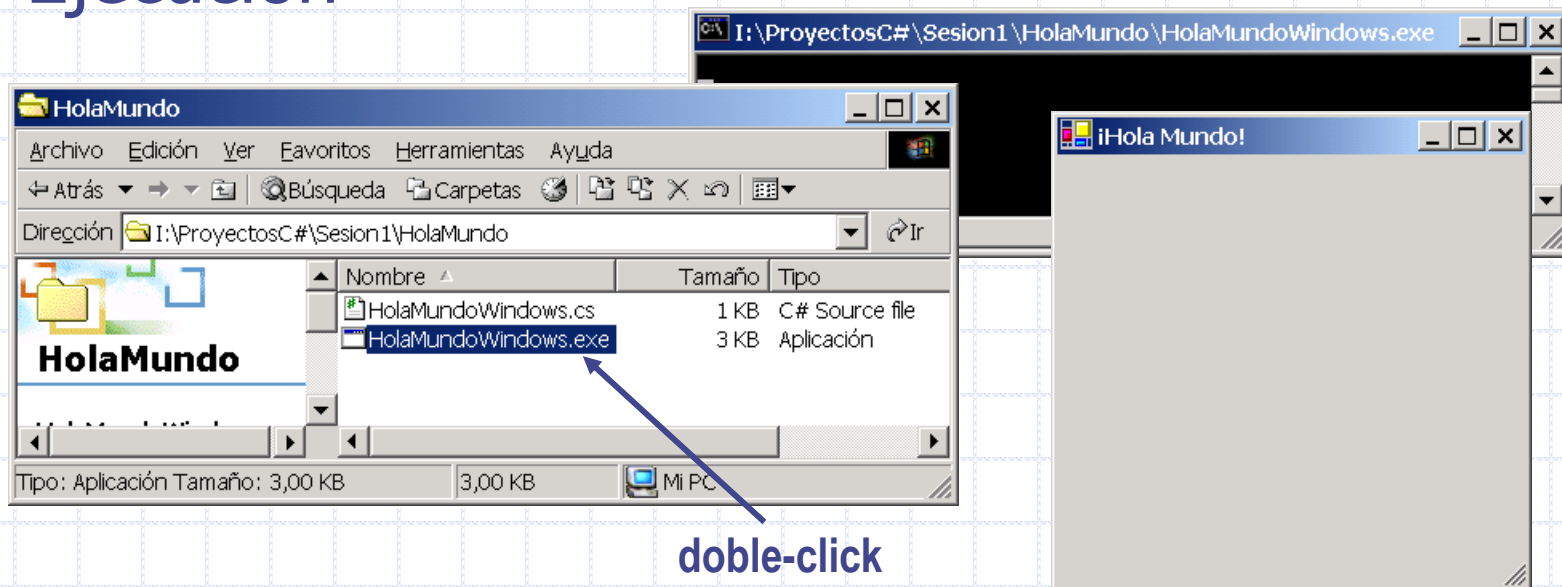 Ejecución
I:\ProyectosC#\Sesion1\HolaMundo\HolaMundoWindows.exe
HolaMundo
Archivo Edición Ver Favoritos Herramientas Ayuda
Atrás Búsqueda Carpetas
Dirección I:\ProyectosC#\Sesion1\HolaMundo Ir
Nombre Tamaño Tipo
HolaMundoWindows.cs 1 KB C# Source file
HolaMundoWindows.exe 3 KB Aplicación
HolaMundo
Tipo: Aplicación Tamaño: 3,00 KB 3,00 KB Mi PC
¡Hola Mundo!
doble-click